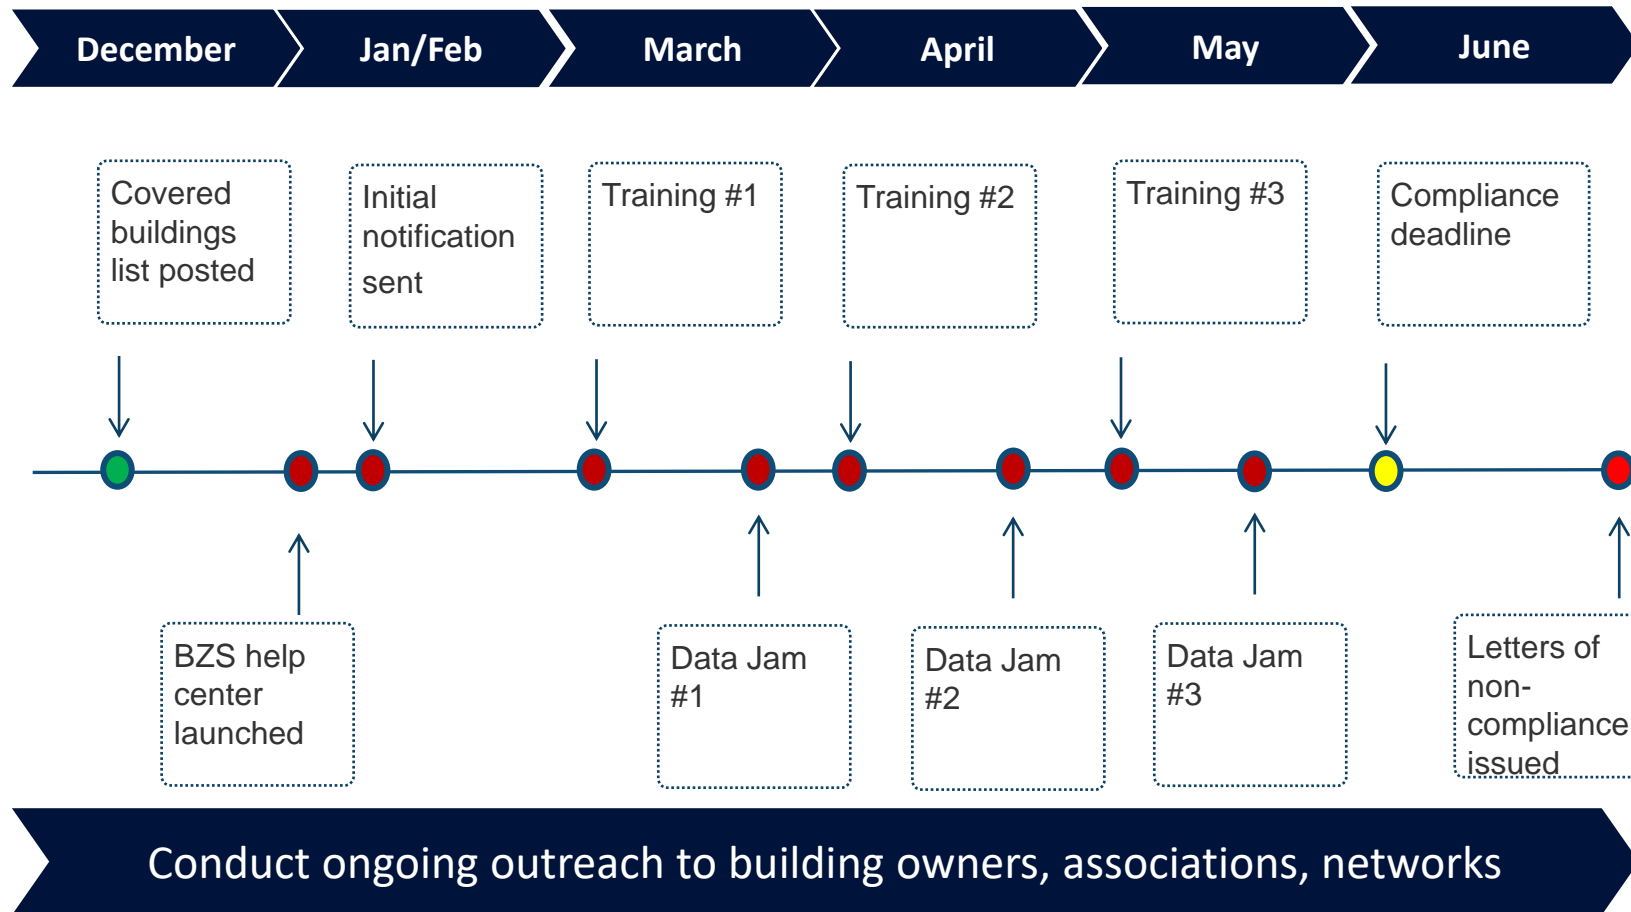 December
Jan/Feb
March
April
May
June
Covered
buildings
list posted
Initial
notification
sent
Training #1
Training #2
Training #3
Compliance
deadline
BZS help
center
launched
Data Jam
#1
Data Jam
#2
Data Jam
#3
Letters of
non-
compliance
issued
Conduct ongoing outreach to building owners, associations, networks